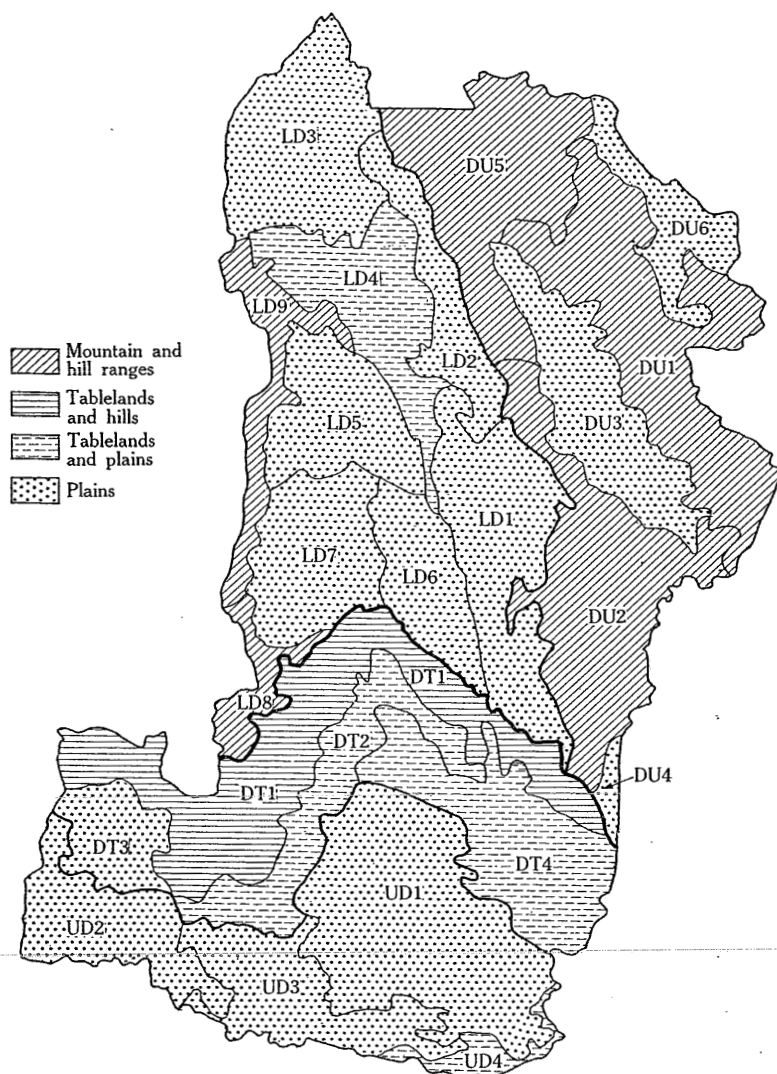 LD3
DU5
DU6
LD4
LD9
Mountain and
hill ranges
LD2
DU1
Tablelands
and hills
LD5
DU3
Tablelands
and plains
Plains
LD1
LD7
LD6
DU2
DT1
LD8
DT2
DU4
DT1
DT3
DT4
UD1
UD2
UD3
UD4